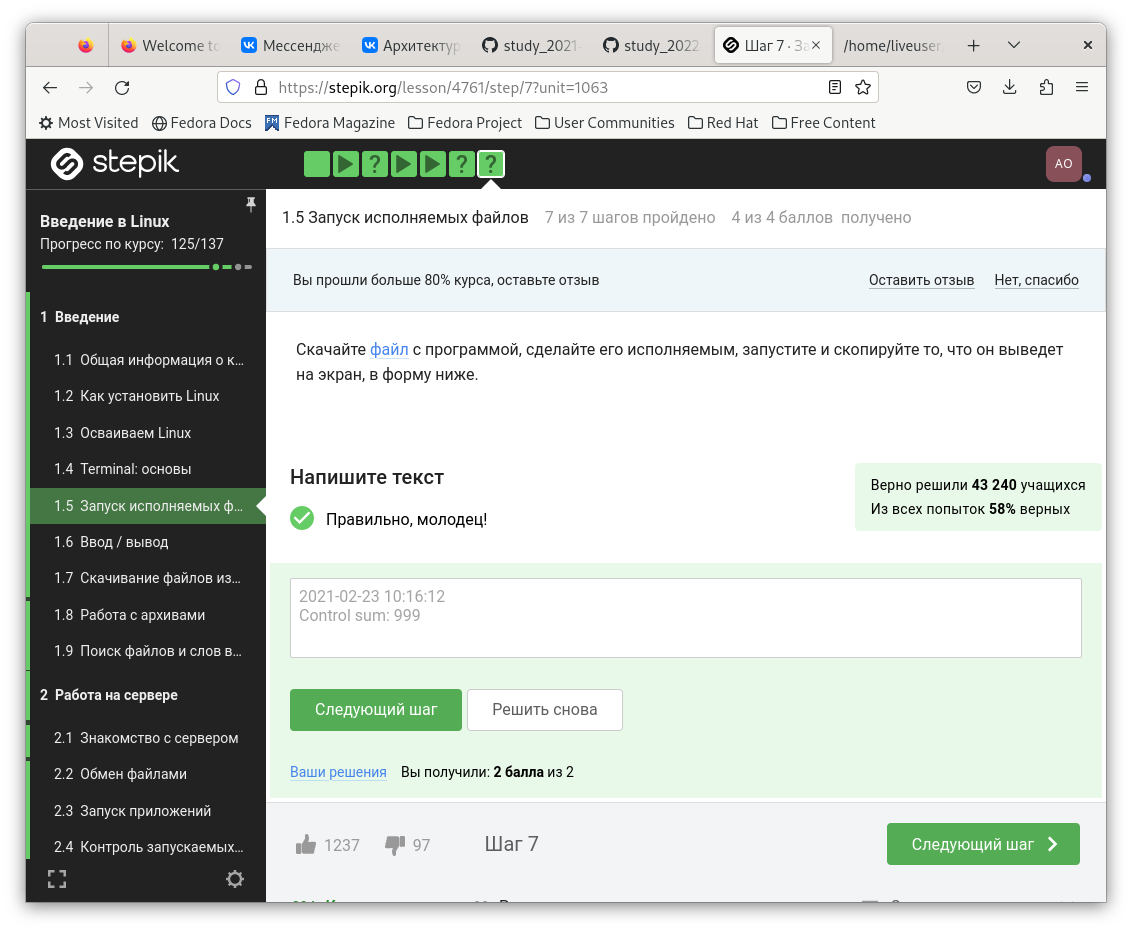 Welcome to
Мессендже
Архитектур
study_2021-
study_2022
Шаг 7 · За
/home/liveuser
https://stepik.org/lesson/4761/step/7?unit=1063
Most Visited
Fedora Docs
FM
Fedora Magazine
Fedora Project
User Communities
Red Hat
Free Content
stepik
? ? ?
AO
Введение в Linux
Прогресс по курсу: 125/137
1 Введение
1.1 Общая информация о к...
1.2 Как установить Linux
1.3 Осваиваем Linux
1.4 Terminal: основы
1.5 Запуск исполняемых ф...
1.6 Ввод / вывод
1.7 Скачивание файлов из...
1.8 Работа с архивами
1.9 Поиск файлов и слов в...
2 Работа на сервере
2.1 Знакомство с сервером
2.2 Обмен файлами
2.3 Запуск приложений
2.4 Контроль запускаемых...
1.5 Запуск исполняемых файлов 7 из 7 шагов пройдено 4 из 4 баллов получено
Вы прошли больше 80% курса, оставьте отзыв
Оставить отзыв
Нет, спасибо
Скачайте файл с программой, сделайте его исполняемым, запустите и скопируйте то, что он выведет
на экран, в форму ниже.
Напишите текст
Правильно, молодец!
Верно решили 43 240 учащихся
Из всех попыток 58% верных
2021-02-23 10:16:12
Control sum: 999
Следующий шаг
Решить снова
Ваши решения Вы получили: 2 балла из 2
1237
97
Шаг 7
Следующий шаг